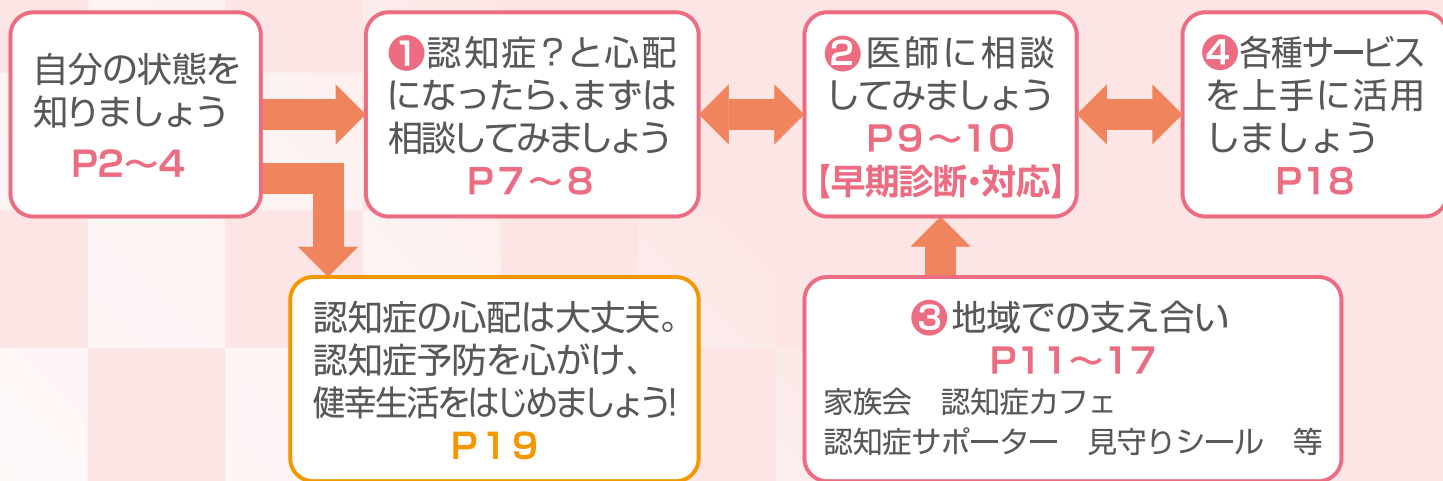 自分の状態を
知りましょう
P2〜4
❶認知症？と心配
になったら、まずは
相談してみましょう
P7〜8
❷医師に相談
してみましょう
P9〜10
【早期診断・対応】
❹各種サービス
を上手に活用
しましょう
P18
認知症の心配は大丈夫。
認知症予防を心がけ、
健幸生活をはじめましょう!
P19
❸地域での支え合い
P11〜17
家族会　認知症カフェ
認知症サポーター　見守りシール　等